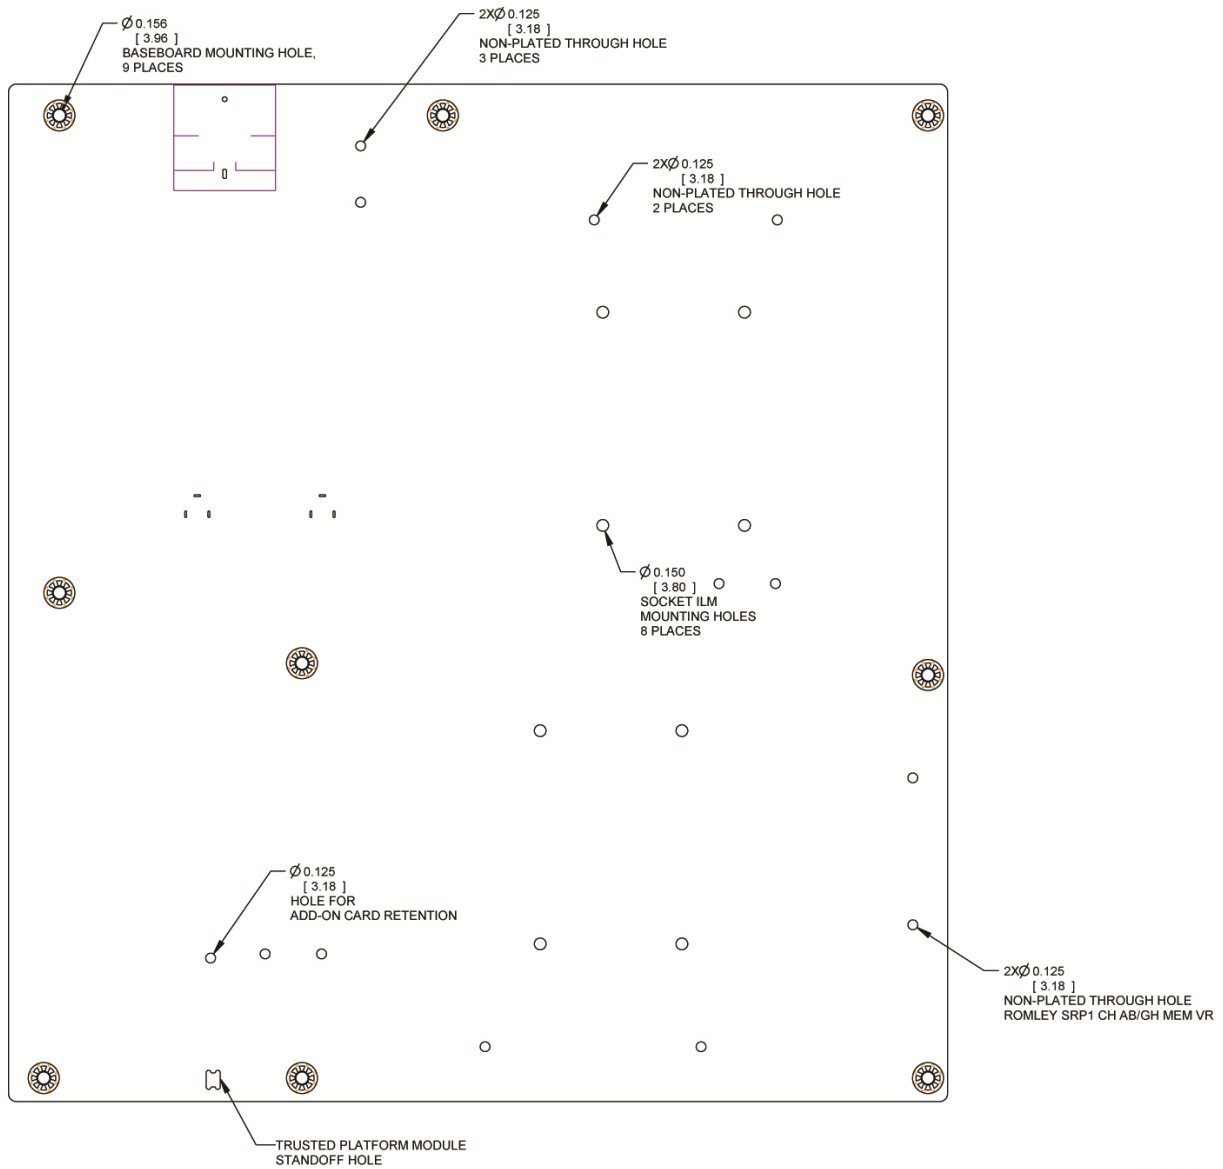 Ø 0.156
[ 3.96 ]
BASEBOARD MOUNTING HOLE,
9 PLACES
2XØ 0.125
[ 3.18 ]
NON-PLATED THROUGH HOLE
3 PLACES
2XØ 0.125
[ 3.18 ]
NON-PLATED THROUGH HOLE
2 PLACES
Ø 0.150
[ 3.80 ]
SOCKET ILM
MOUNTING HOLES
8 PLACES
Ø 0.125
[ 3.18 ]
HOLE FOR
ADD-ON CARD RETENTION
2XØ 0.125
[ 3.18 ]
NON-PLATED THROUGH HOLE
ROMLEY SRP1 CH AB/GH MEM VR
TRUSTED PLATFORM MODULE
STANDOFF HOLE